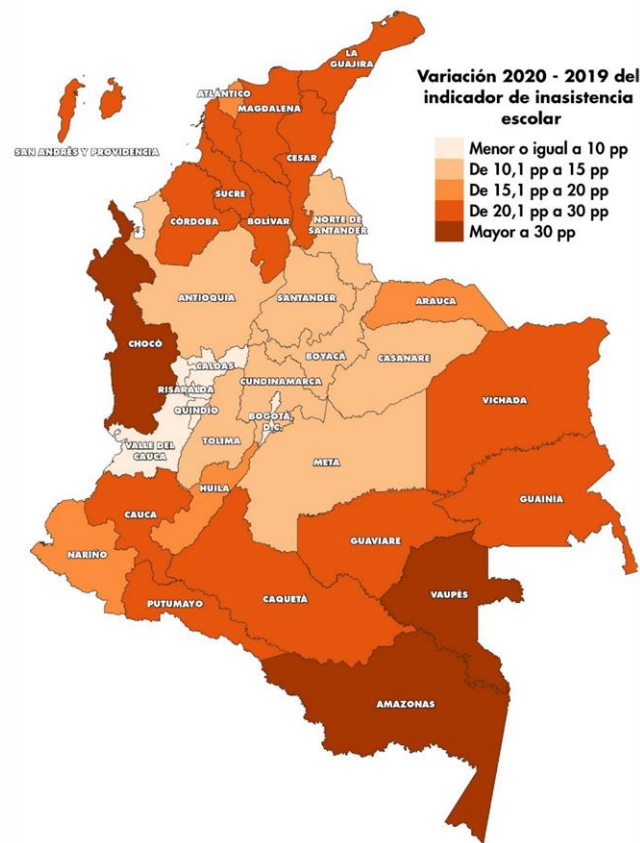 LA
GUAJIRA
Variación 2020 - 2019 del
indicador de inasistencia
escolar
Menor o igual a 10 pp
De 10,1 pp a 15 pp
De 15,1 pp a 20 pp
De 20,1 pp a 30 pp
Mayor a 30 pp
ATLÁNTICO
MAGDALENA
SAN ANDRÉS Y PROVIDENCIA
CESAR
SUCRE
CÓRDOBA
BOLÍVAR
NORTE DE
SANTANDER
ANTIOQUIA
SANTANDER
ARAUCA
CHOCÓ
CALDAS
BOYACÁ
CASANARE
RISARALDA
CUNDINAMARCA
QUINDÍO
BOGOTÁ,
D.C.
VICHADA
VALLE DEL
CAUCA
TOLIMA
META
HUILA
GUAINÍA
CAUCA
GUAVIARE
NARIÑO
VAUPÉS
PUTUMAYO
CAQUETÀ
AMAZONAS